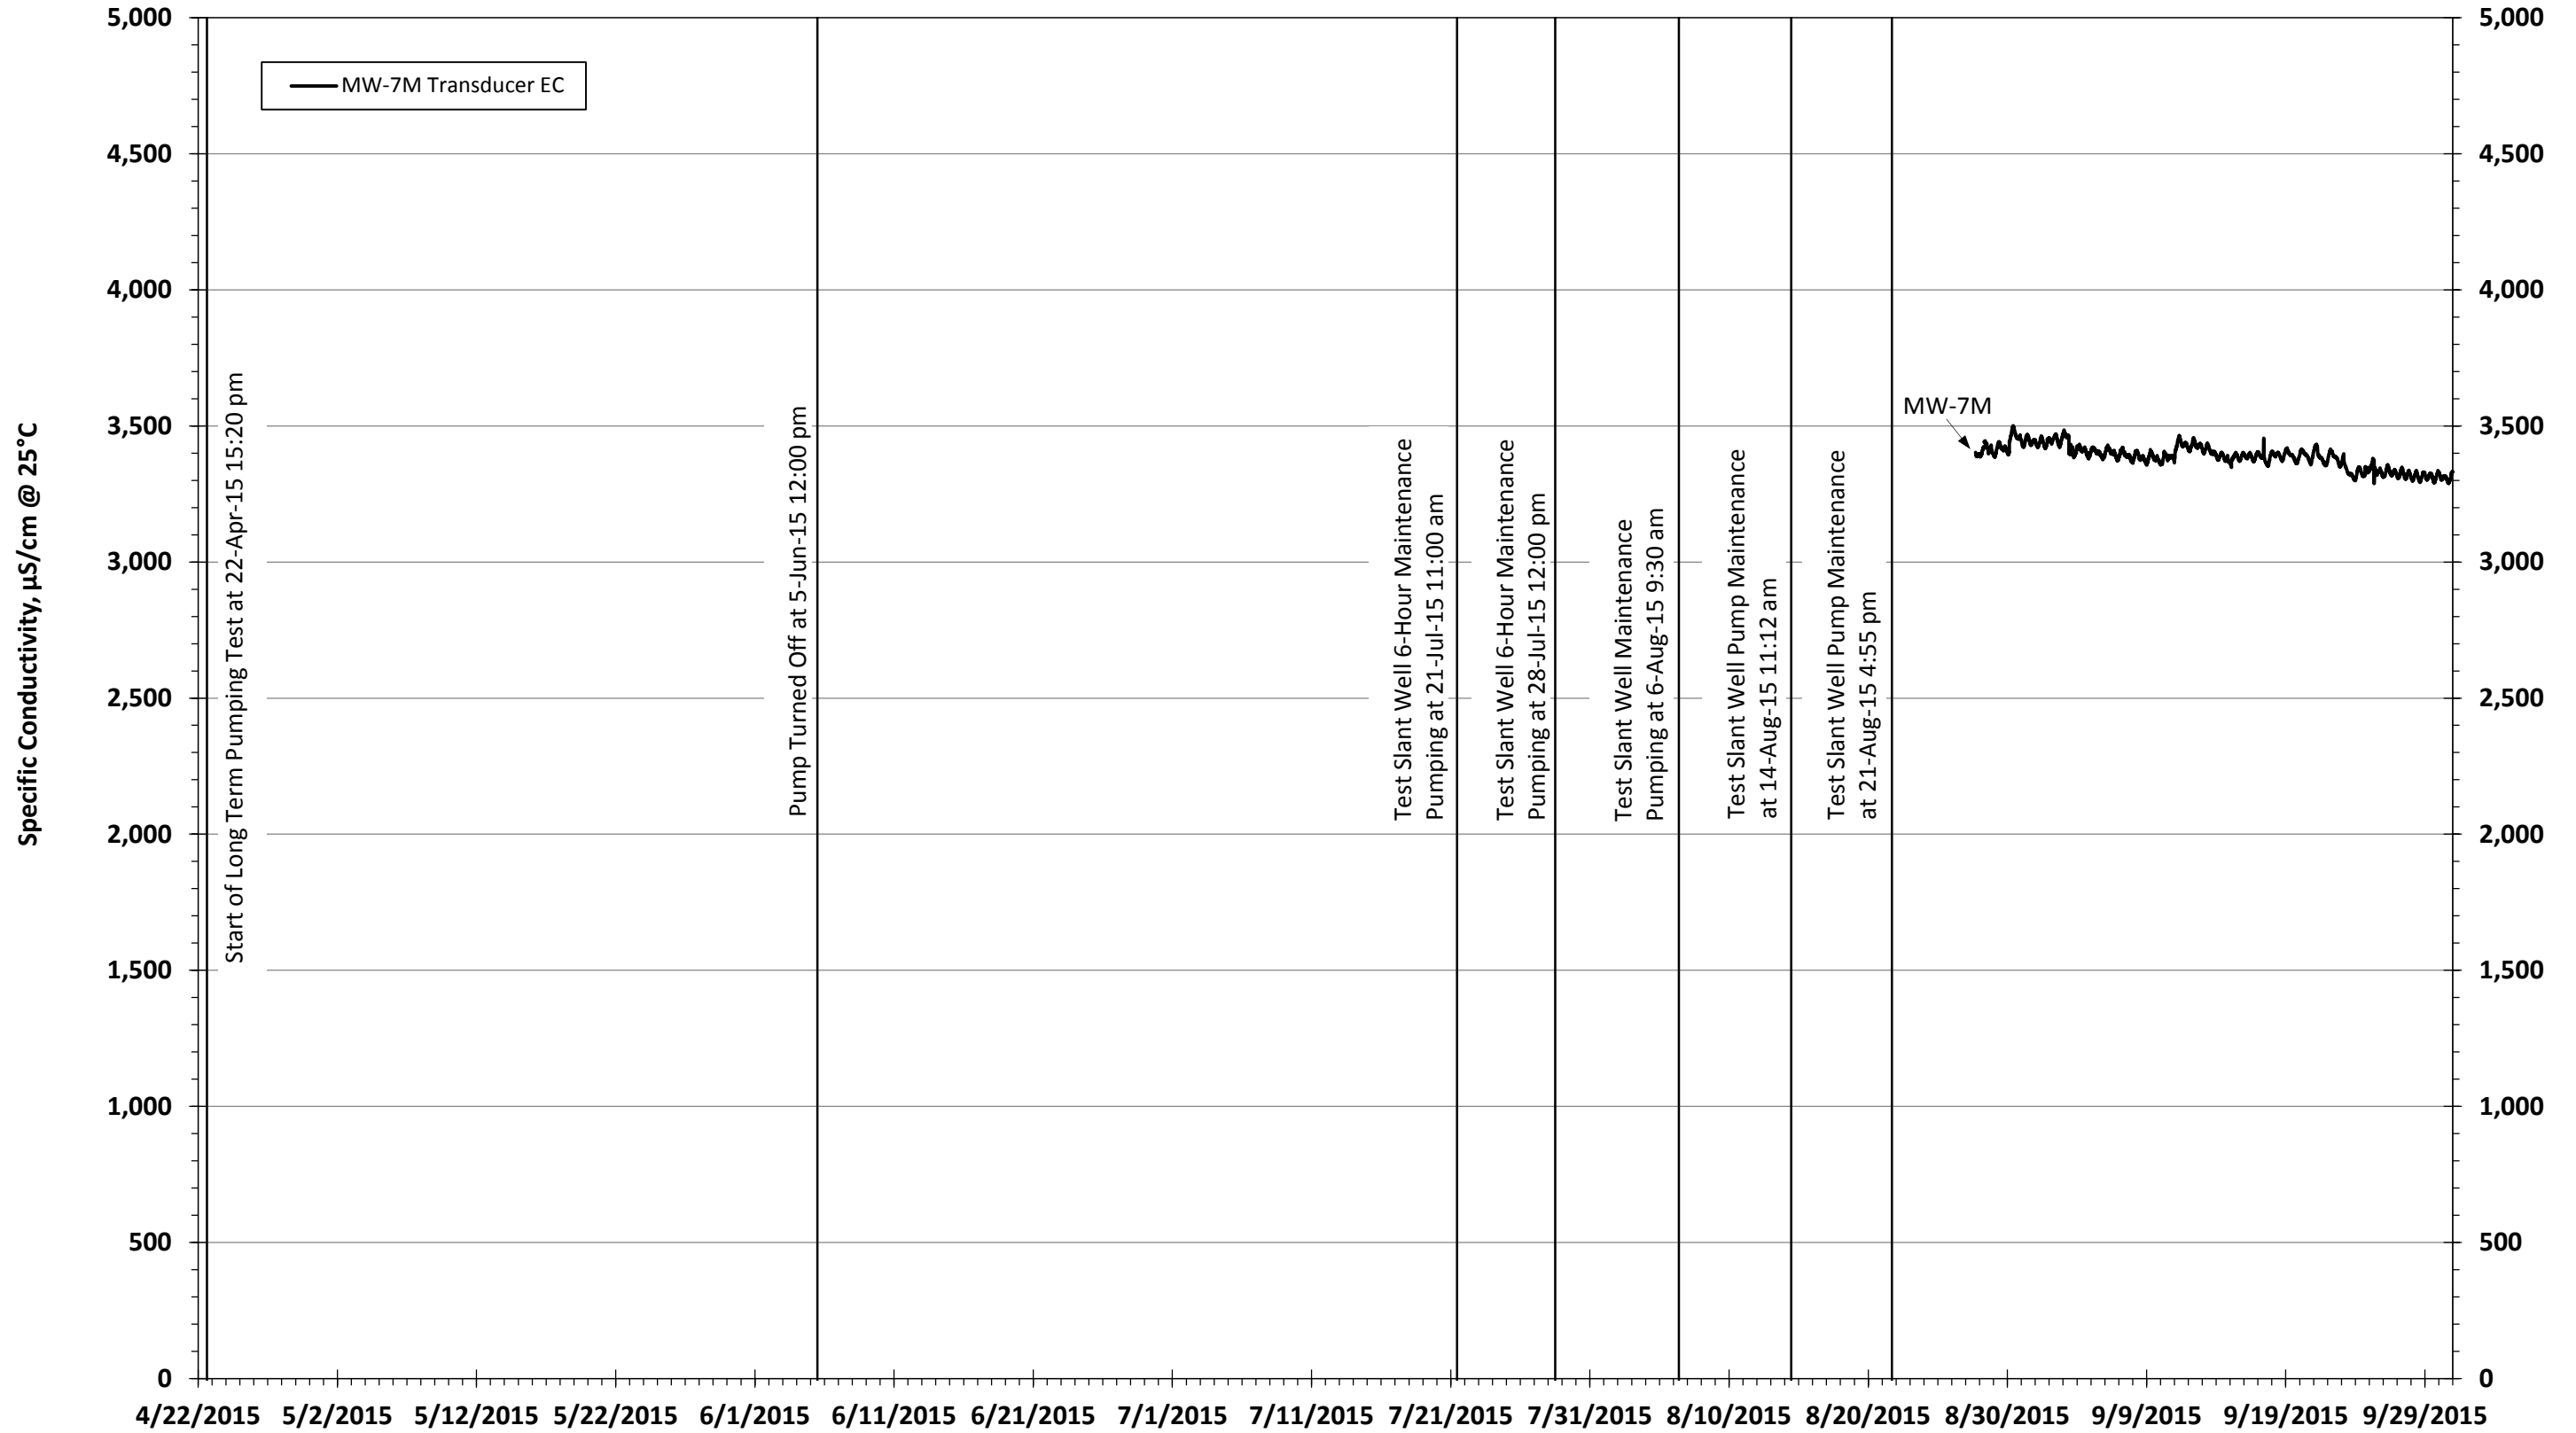 5,000
4,500
4,000
3,500
3,000
2,500
2,000
1,500
1,000
500
0
Specific Conductivity, µS/cm @ 25°C
MW-7M Transducer EC
Start of Long Term Pumping Test at 22-Apr-15 15:20 pm
Pump Turned Off at 5-Jun-15 12:00 pm
Test Slant Well 6-Hour Maintenance
Pumping at 21-Jul-15 11:00 am
Test Slant Well 6-Hour Maintenance
Pumping at 28-Jul-15 12:00 pm
Test Slant Well Maintenance
Pumping at 6-Aug-15 9:30 am
Test Slant Well Pump Maintenance
at 14-Aug-15 11:12 am
Test Slant Well Pump Maintenance
at 21-Aug-15 4:55 pm
MW-7M
5,000
4,500
4,000
3,500
3,000
2,500
2,000
1,500
1,000
500
0
4/22/2015 5/2/2015 5/12/2015 5/22/2015 6/1/2015 6/11/2015 6/21/2015 7/1/2015 7/11/2015 7/21/2015 7/31/2015 8/10/2015 8/20/2015 8/30/2015 9/9/2015 9/19/2015 9/29/2015